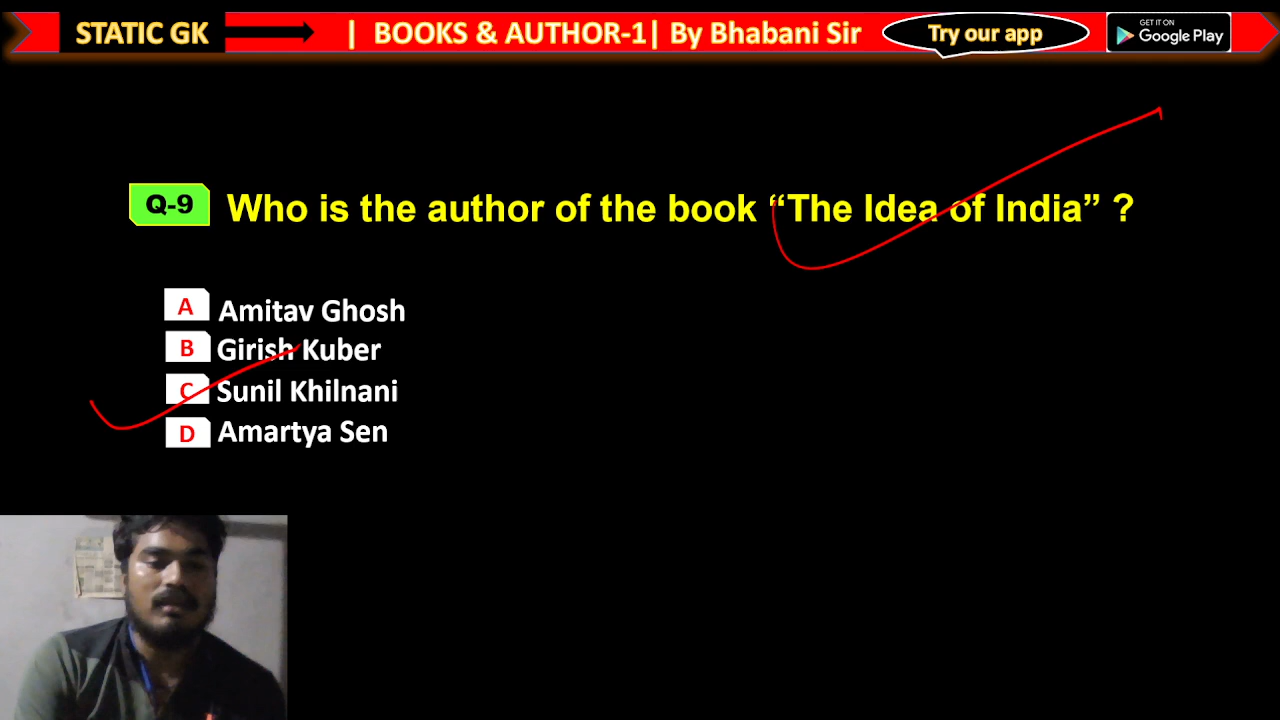 STATIC GK | BOOKS & AUTHOR-1| By Bhabani Sir Try our app GET IT ON Google Play
Q-9 Who is the author of the book “The Idea of India” ?
A Amitav Ghosh
B Girish Kuber
C Sunil Khilnani
D Amartya Sen